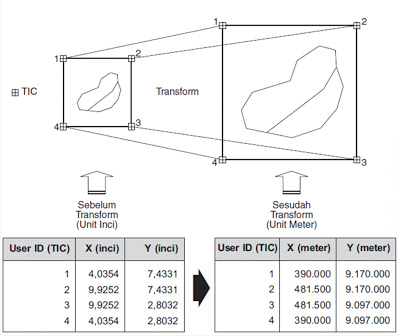 1
2
1
2
TIC
Transform
4
3
4
3
Sebelum
Transform
(Unit Inci)
Sesudah
Transform
(Unit Meter)
User ID (TIC) X (inci) Y (inci)
1 4,0354 7,4331
2 9,9252 7,4331
3 9,9252 2,8032
4 4,0354 2,8032
User ID (TIC) X (meter) Y (meter)
1 390.000 9.170.000
2 481.500 9.170.000
3 481.500 9.097.000
4 390.000 9.097.000